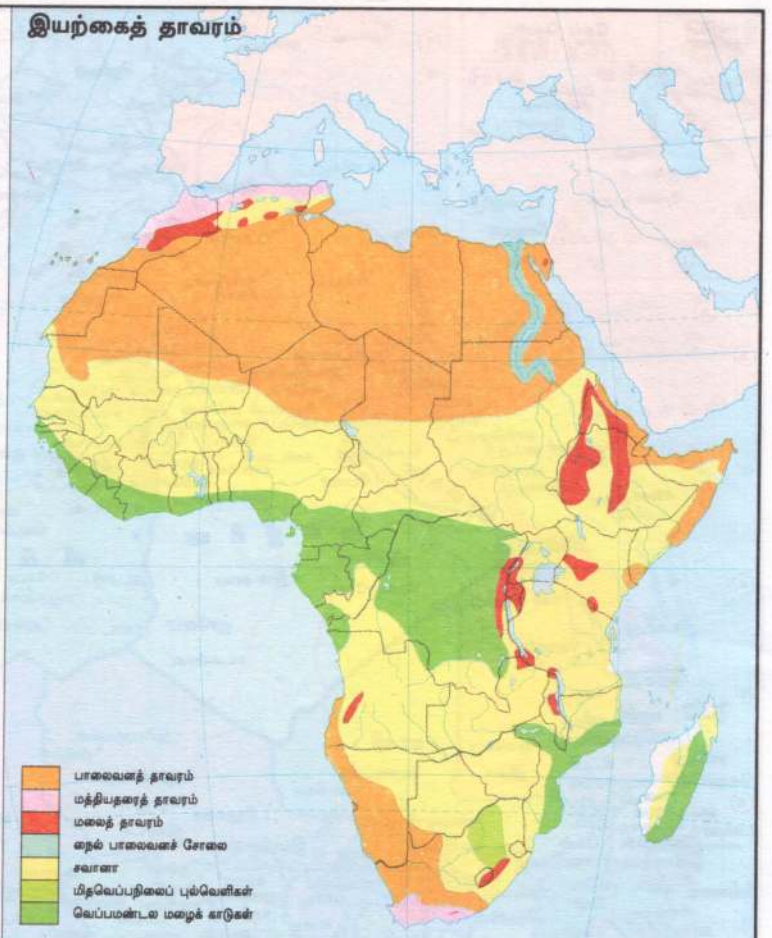 இயற்கைத் தாவரம்
பாலைவனத் தாவரம்
மத்தியதரைத் தாவரம்
மலைத் தாவரம்
நைல் பாலைவனச் சோலை
சவானா
மிதவெப்பநிலைப் புல்வெளிகள்
வெப்பமண்டல மழைக் காடுகள்